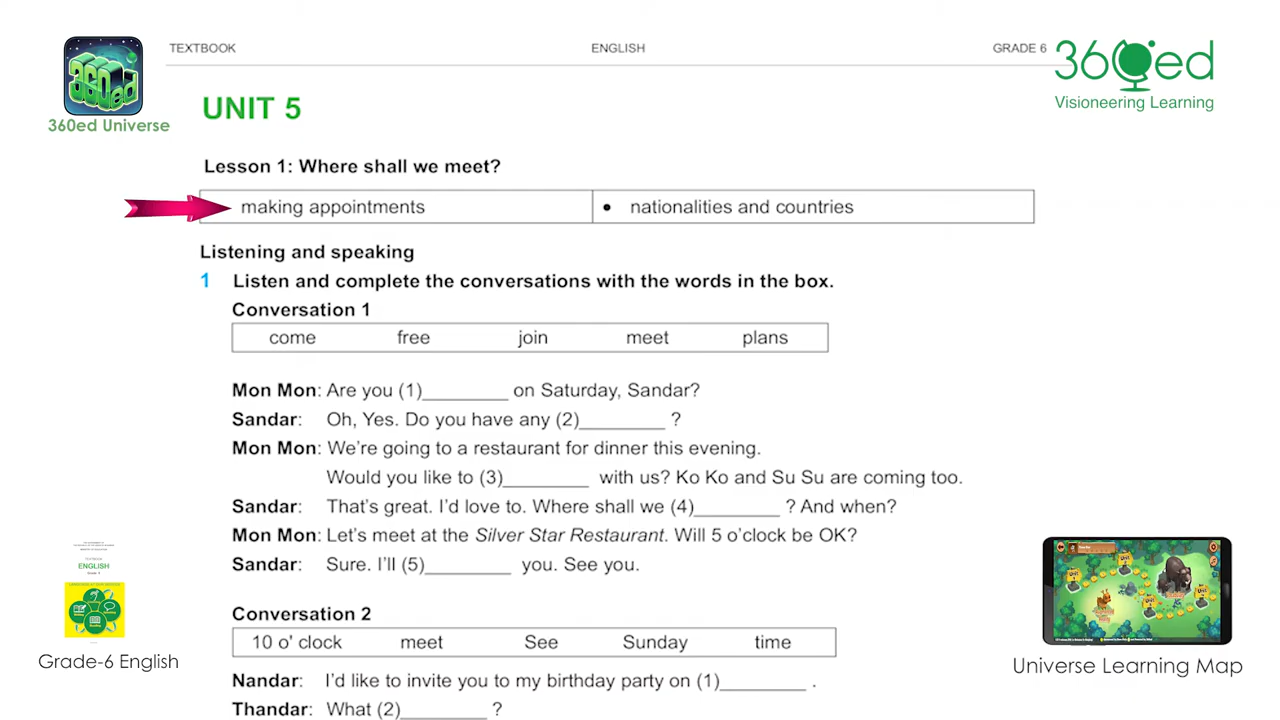 TEXTBOOK ENGLISH GRADE 6
360ed
Visioneering Learning
360ed
360ed Universe
UNIT 5
Lesson 1: Where shall we meet?
making appointments • nationalities and countries
Listening and speaking
1 Listen and complete the conversations with the words in the box.
Conversation 1
come free join meet plans
Mon Mon: Are you (1)________ on Saturday, Sandar?
Sandar: Oh, Yes. Do you have any (2)________ ?
Mon Mon: We're going to a restaurant for dinner this evening.
Would you like to (3)________ with us? Ko Ko and Su Su are coming too.
Sandar: That's great. I'd love to. Where shall we (4)________ ? And when?
Mon Mon: Let's meet at the Silver Star Restaurant. Will 5 o'clock be OK?
Sandar: Sure. I'll (5)________ you. See you.
Conversation 2
10 o' clock meet See Sunday time
Nandar: I'd like to invite you to my birthday party on (1)________ .
Thandar: What (2)________ ?
TEXTBOOK
ENGLISH
Grade-6 English
Universe Learning Map